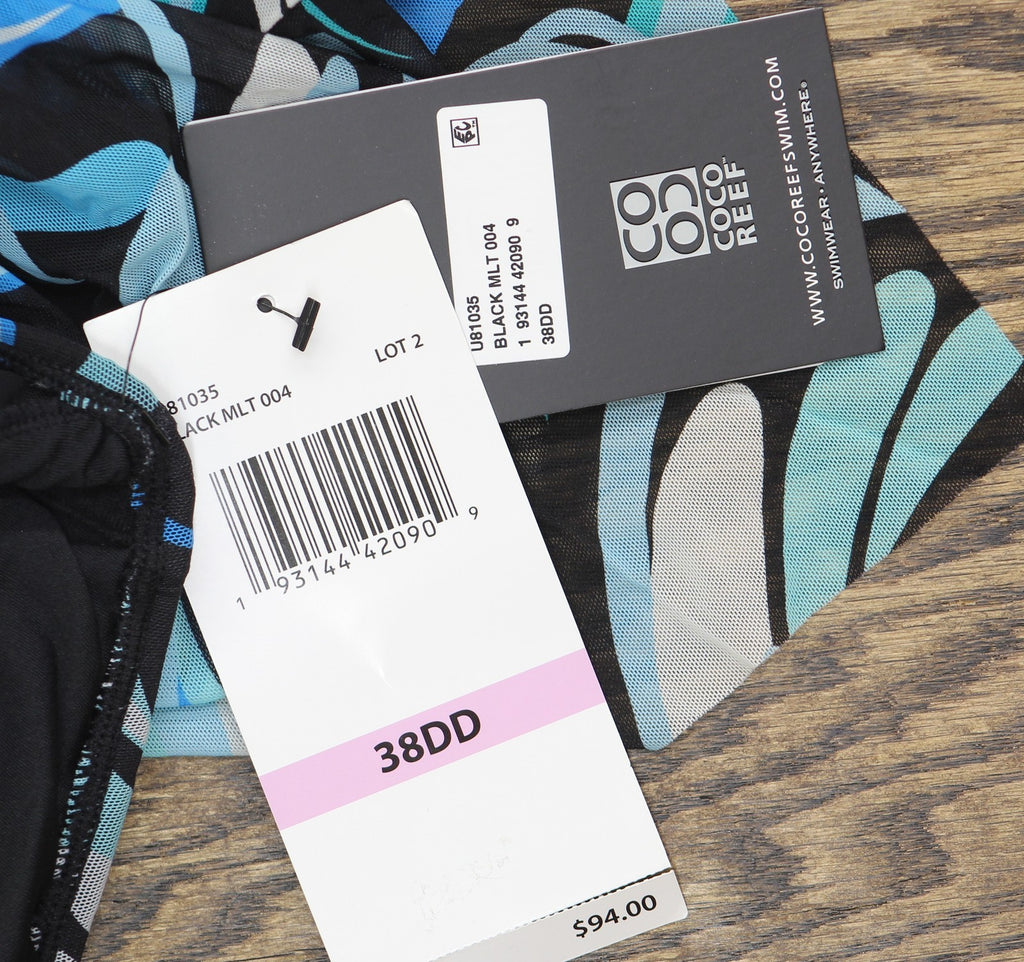 U81035
BLACK MLT 004
1 93144 42090 9
38DD
CO
CO
COCO
REEF™
WWW.COCOREEFSWIM.COM
SWIMWEAR • ANYWHERE®
LOT 2
81035
LACK MLT 004
1 93144 42090 9
38DD
$94.00